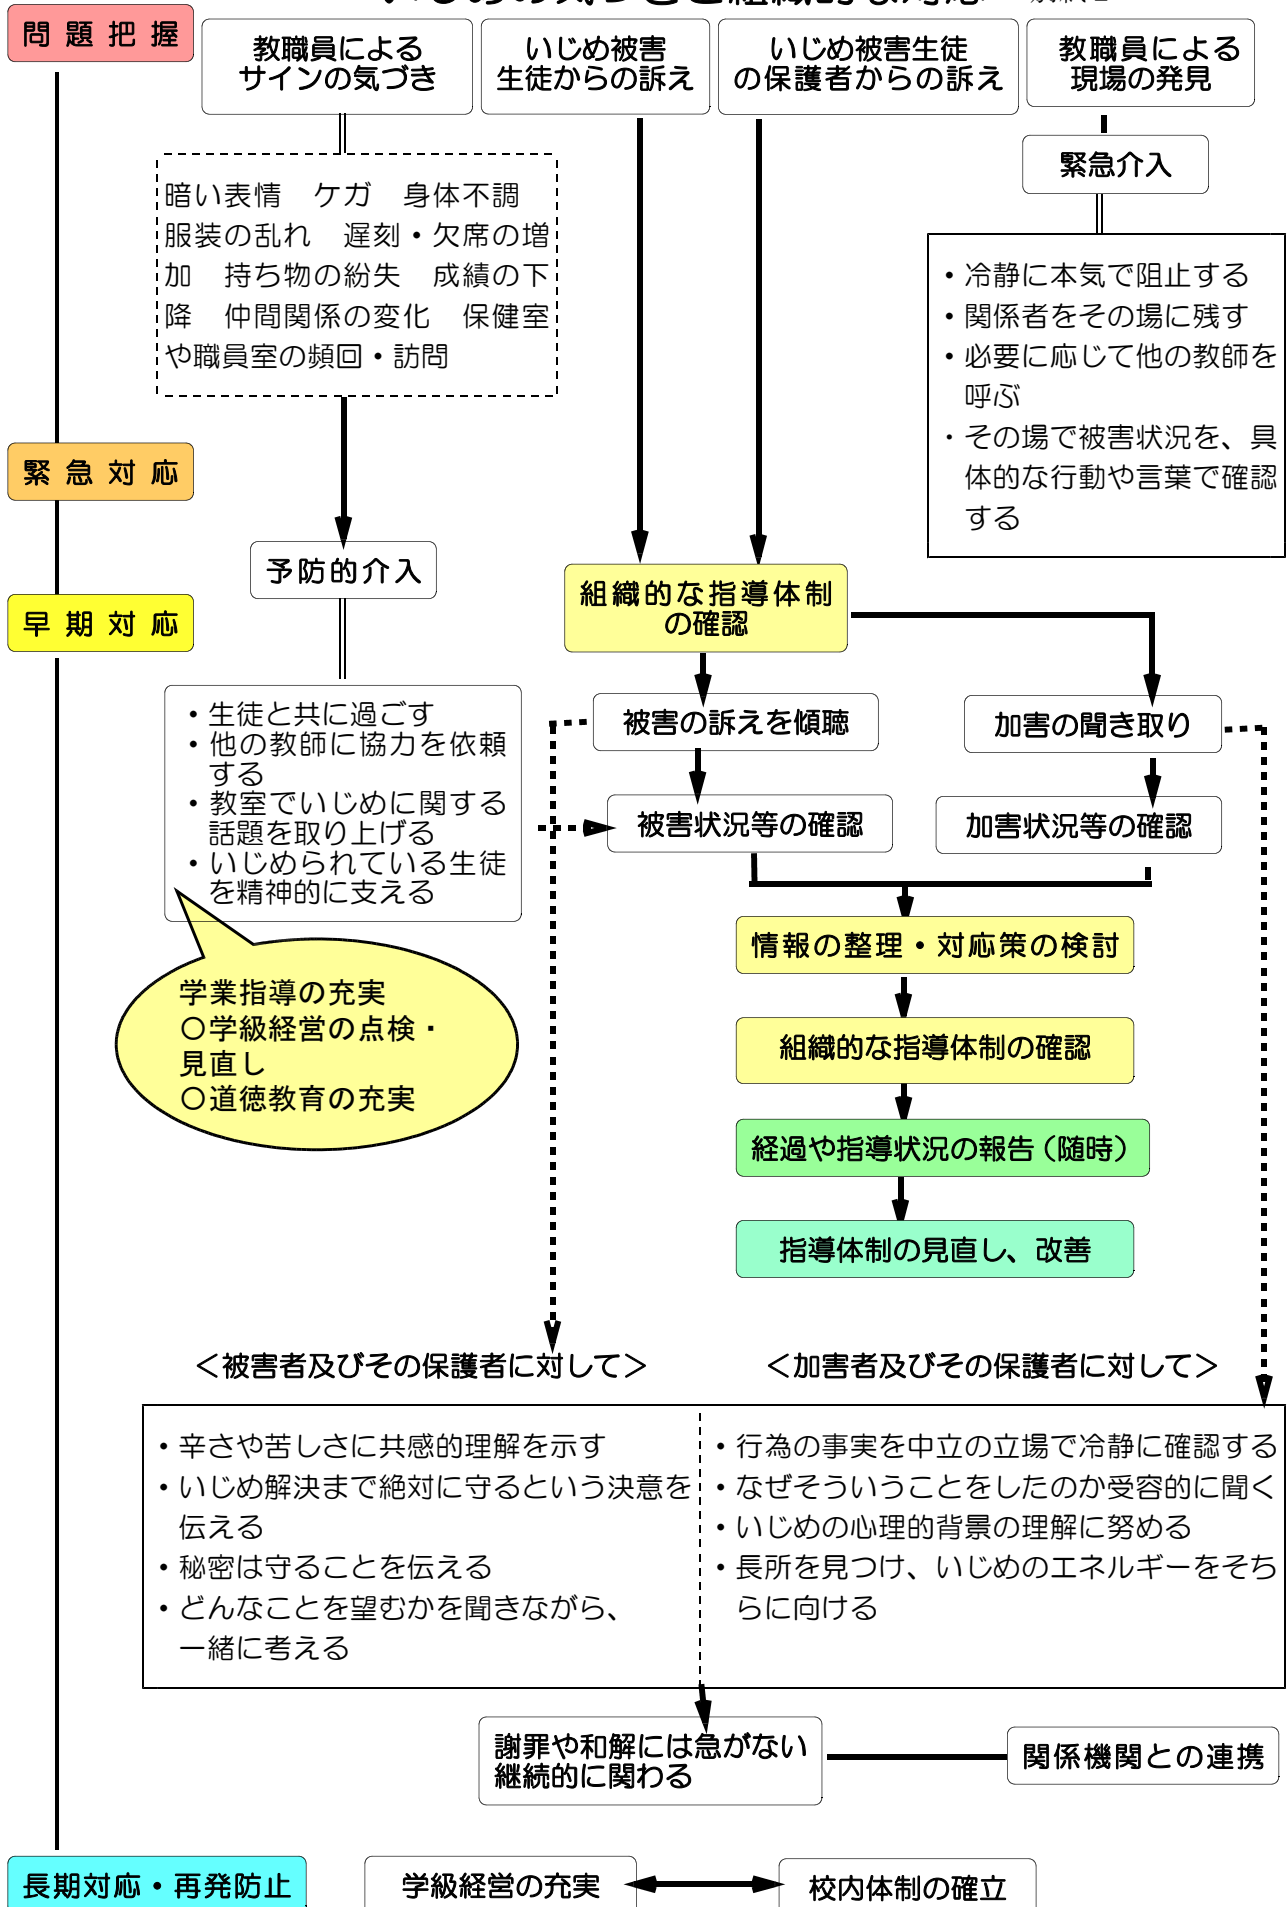 問題把握
教職員による
サインの気づき
いじめ被害
生徒からの訴え
いじめ被害生徒
の保護者からの訴え
教職員による
現場の発見
緊急介入
暗い表情　ケガ　身体不調
服装の乱れ　遅刻・欠席の増
加　持ち物の紛失　成績の下
降　仲間関係の変化　保健室
や職員室の頻回・訪問
・冷静に本気で阻止する
・関係者をその場に残す
・必要に応じて他の教師を
呼ぶ
・その場で被害状況を、具
体的な行動や言葉で確認
する
緊急対応
予防的介入
組織的な指導体制
の確認
早期対応
・生徒と共に過ごす
・他の教師に協力を依頼
する
・教室でいじめに関する
話題を取り上げる
・いじめられている生徒
を精神的に支える
被害の訴えを傾聴
加害の聞き取り
被害状況等の確認
加害状況等の確認
情報の整理・対応策の検討
学業指導の充実
〇学級経営の点検・
見直し
〇道徳教育の充実
組織的な指導体制の確認
経過や指導状況の報告（随時）
指導体制の見直し、改善
＜被害者及びその保護者に対して＞
＜加害者及びその保護者に対して＞
・辛さや苦しさに共感的理解を示す
・いじめ解決まで絶対に守るという決意を
伝える
・秘密は守ることを伝える
・どんなことを望むかを聞きながら、
一緒に考える
・行為の事実を中立の立場で冷静に確認する
・なぜそういうことをしたのか受容的に聞く
・いじめの心理的背景の理解に努める
・長所を見つけ、いじめのエネルギーをそち
らに向ける
謝罪や和解には急がない
継続的に関わる
関係機関との連携
長期対応・再発防止
学級経営の充実
校内体制の確立